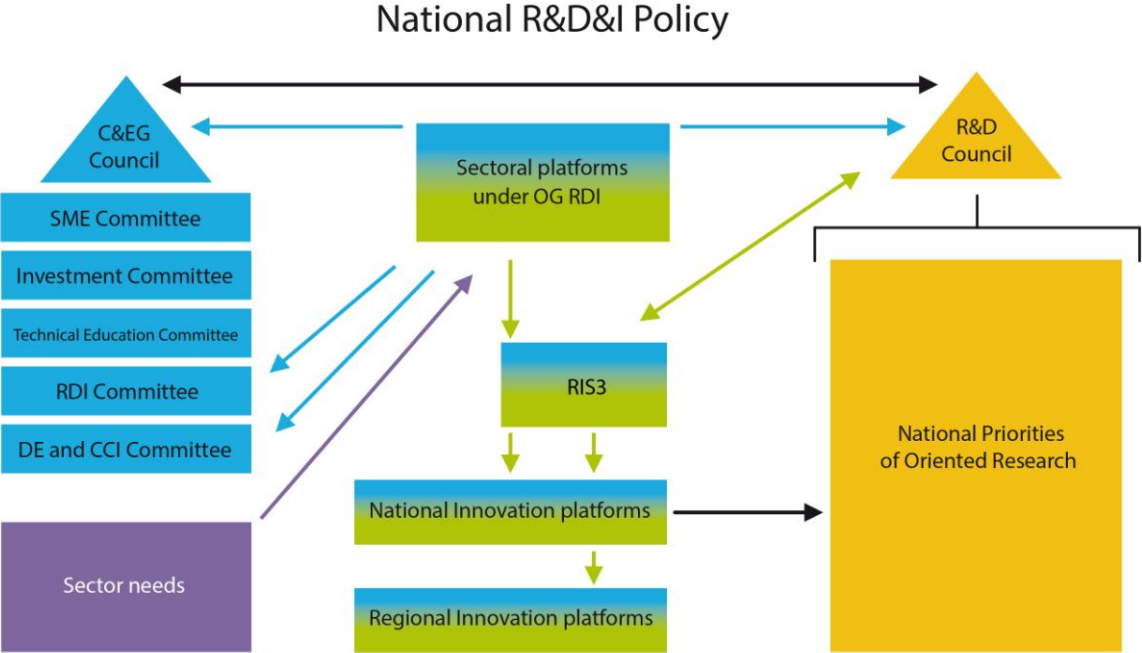 National R&D&I Policy
C&EG
Council
SME Committee
Investment Committee
Technical Education Committee
RDI Committee
DE and CCI Committee
Sector needs
Sectoral platforms
under OG RDI
RIS3
National Innovation platforms
Regional Innovation platforms
R&D
Council
National Priorities
of Oriented Research